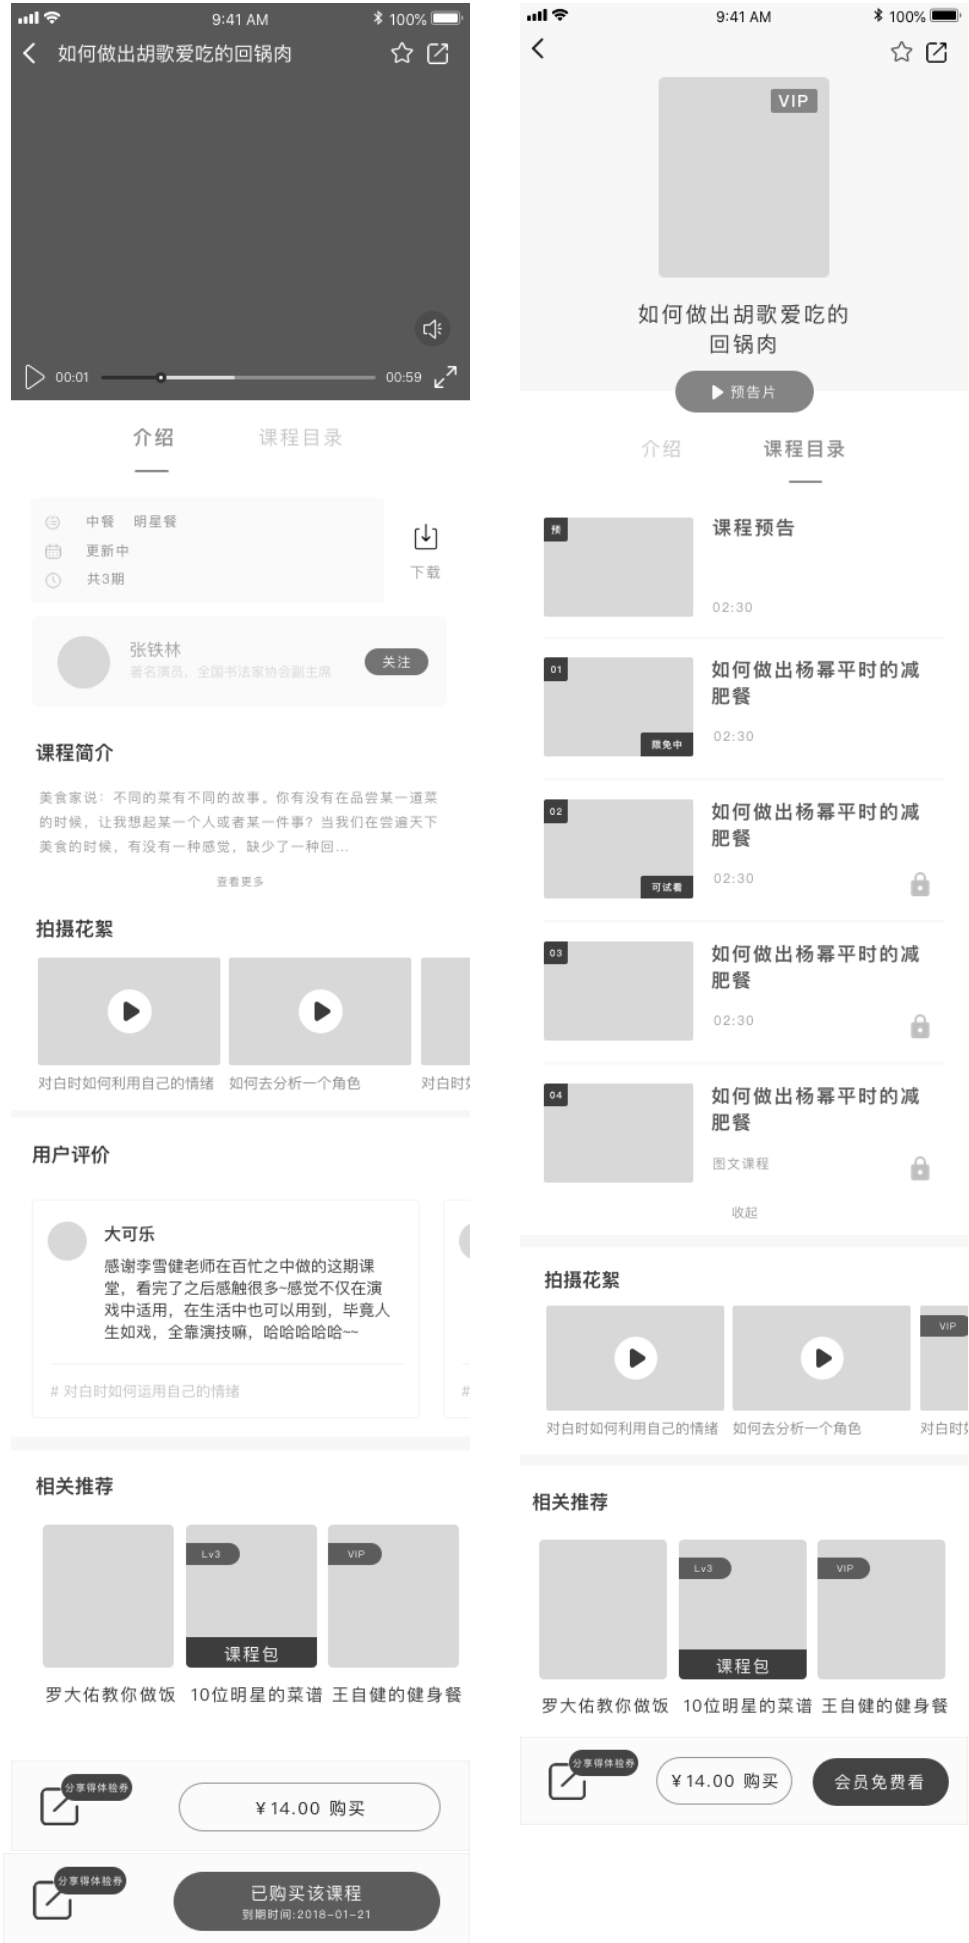 9:41 AM
100%
如何做出胡歌爱吃的回锅肉
00:01
00:59
介绍
课程目录
中餐 明星餐
更新中
共3期
下载
张铁林
著名演员，全国书法家协会副主席
关注
课程简介
美食家说：不同的菜有不同的故事。你有没有在品尝某一道菜
的时候，让我想起某一个人或者某一件事？当我们在尝遍天下
美食的时候，有没有一种感觉，缺少了一种回...
查看更多
拍摄花絮
对白时如何利用自己的情绪
如何去分析一个角色
对白时
用户评价
大可乐
感谢李雪健老师在百忙之中做的这期课
堂，看完了之后感触很多~感觉不仅在演
戏中适用，在生活中也可以用到，毕竟人
生如戏，全靠演技嘛，哈哈哈哈哈~~
# 对白时如何运用自己的情绪
#
相关推荐
Lv3
VIP
课程包
罗大佑教你做饭
10位明星的菜谱
王自健的健身餐
分享得体验券
¥14.00 购买
分享得体验券
已购买该课程
到期时间:2018-01-21
9:41 AM
100%
VIP
如何做出胡歌爱吃的
回锅肉
预告片
介绍
课程目录
预
课程预告
02:30
01
如何做出杨幂平时的减
肥餐
02:30
限免中
02
如何做出杨幂平时的减
肥餐
02:30
可试看
03
如何做出杨幂平时的减
肥餐
02:30
04
如何做出杨幂平时的减
肥餐
图文课程
收起
拍摄花絮
VIP
对白时如何利用自己的情绪
如何去分析一个角色
对白时
相关推荐
Lv3
VIP
课程包
罗大佑教你做饭
10位明星的菜谱
王自健的健身餐
分享得体验券
¥14.00 购买
会员免费看